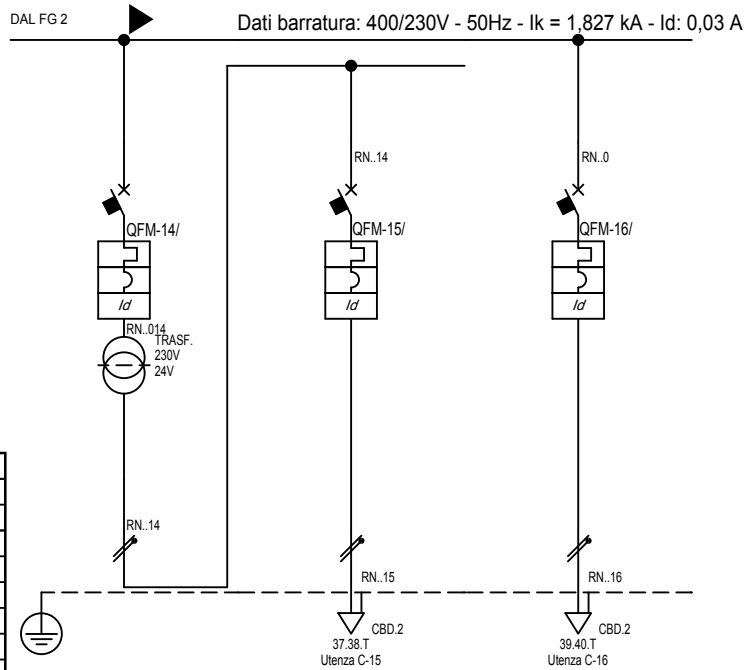 DAL FG 2
Dati barratura: 400/230V - 50Hz - Ik = 1,827 kA - Id: 0,03 A
RN..14
RN..0
QFM-14/
QFM-15/
QFM-16/
Id
Id
Id
RN..014
TRASF.
230V
24V
RN..14
RN..15
RN..16
CBD.2
CBD.2
37.38.T
39.40.T
Utenza C-15
Utenza C-16